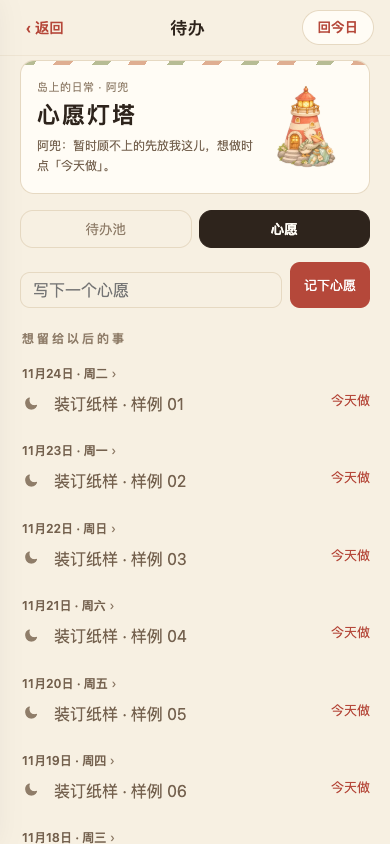 ‹ 返回
待办
回今日
岛上的日常 · 阿兜
心愿灯塔
阿兜：暂时顾不上的先放我这儿，想做时
点「今天做」。
待办池
心愿
写下一个心愿
记下心愿
想留给以后的事
11月24日 · 周二 ›
装订纸样 · 样例 01
今天做
11月23日 · 周一 ›
装订纸样 · 样例 02
今天做
11月22日 · 周日 ›
装订纸样 · 样例 03
今天做
11月21日 · 周六 ›
装订纸样 · 样例 04
今天做
11月20日 · 周五 ›
装订纸样 · 样例 05
今天做
11月19日 · 周四 ›
装订纸样 · 样例 06
今天做
11月18日 · 周三 ›